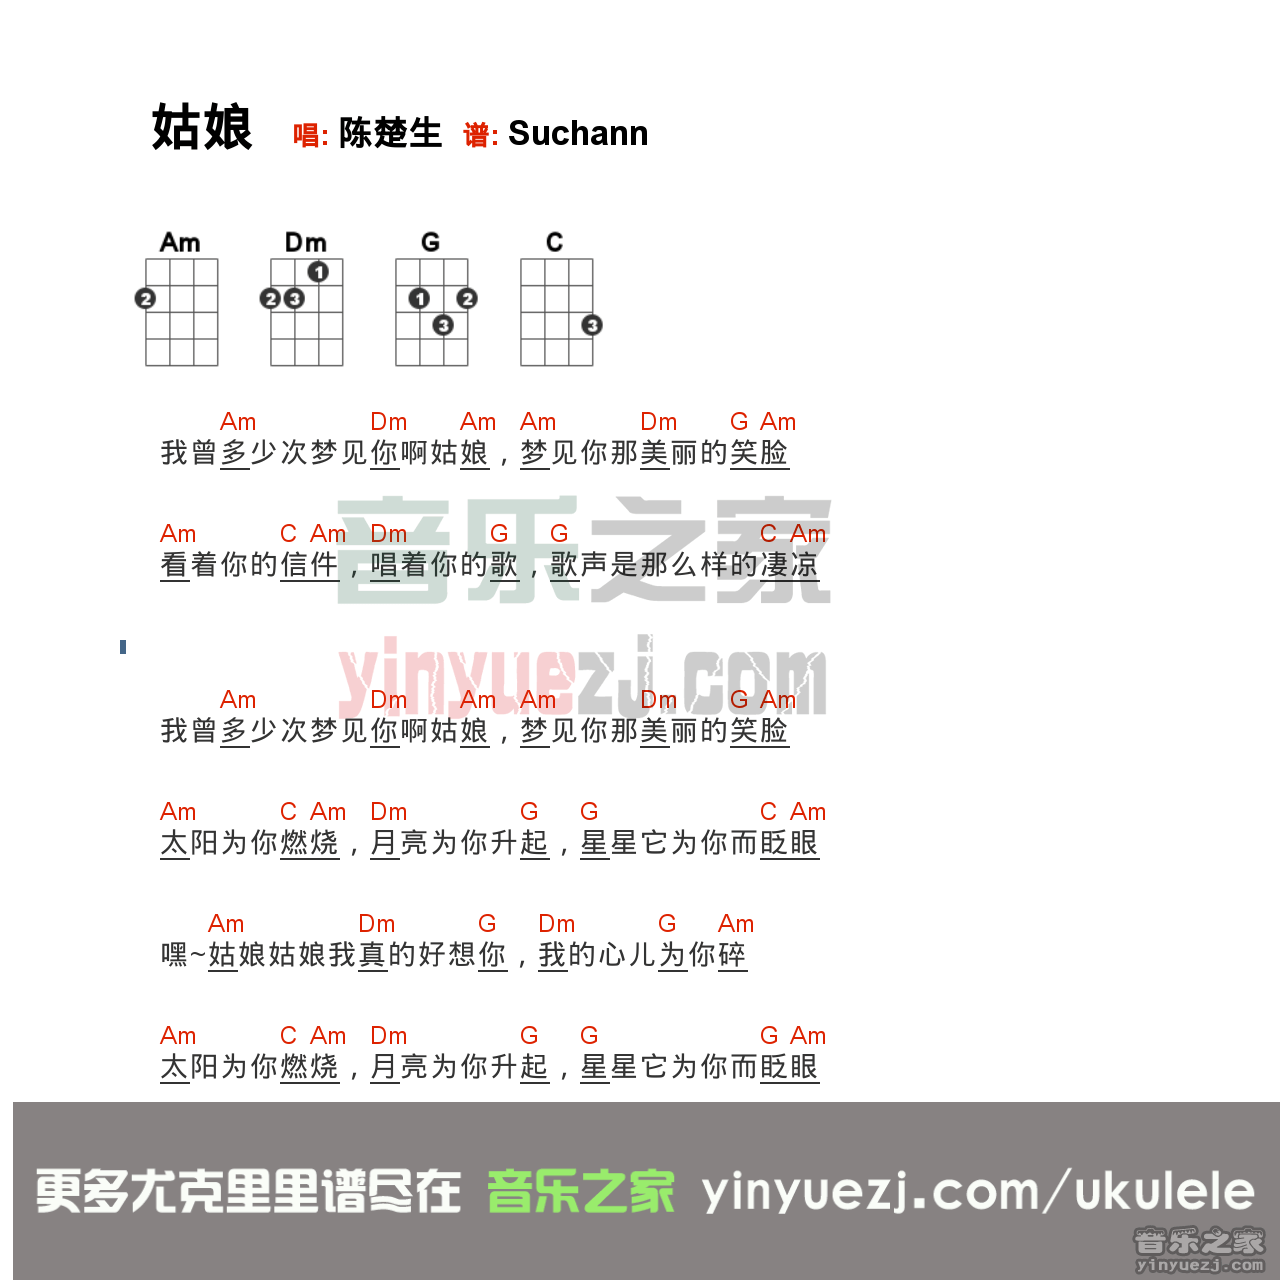 姑娘 唱: 陈楚生 谱: Suchann
Am Dm G C
2 2 3 1 1 2 3 3
Am Dm Am Am Dm G Am
我曾多少次梦见你啊姑娘，梦见你那美丽的笑脸
Am C Am Dm G G C Am
看着你的信件，唱着你的歌，歌声是那么样的凄凉
音乐之家
yinyuezj.com
Am Dm Am Am Dm G Am
我曾多少次梦见你啊姑娘，梦见你那美丽的笑脸
Am C Am Dm G G C Am
太阳为你燃烧，月亮为你升起，星星它为你而眨眼
Am Dm G Dm G Am
嘿~姑娘姑娘我真的好想你，我的心儿为你碎
Am C Am Dm G G G Am
太阳为你燃烧，月亮为你升起，星星它为你而眨眼
更多尤克里里谱尽在 音乐之家 yinyuezj.com/ukulele
音乐之家
yinyuezj.com